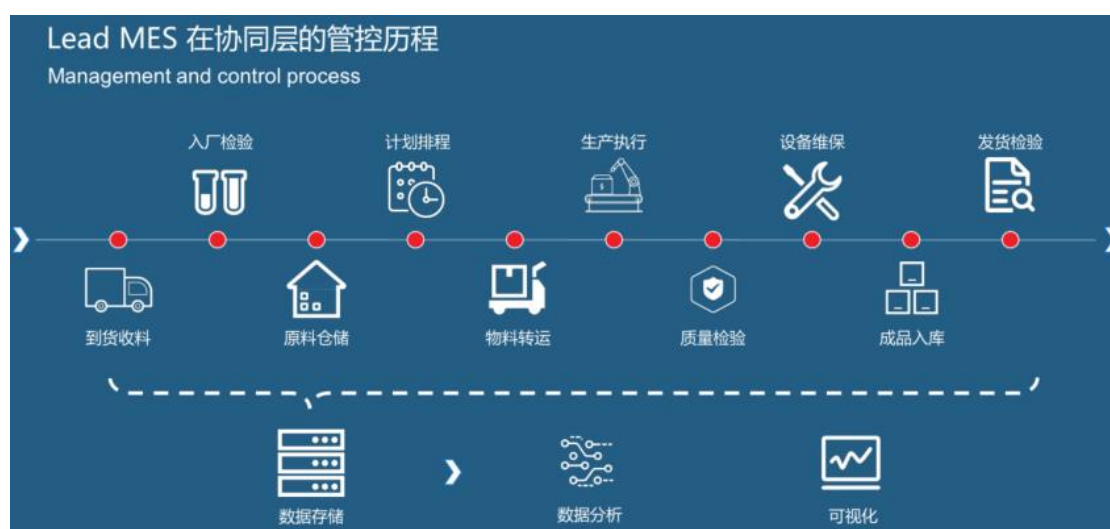 Lead MES 在协同层的管控历程
Management and control process
入厂检验 计划排程 生产执行 设备维保 发货检验
到货收料 原料仓储 物料转运 质量检验 成品入库
数据存储 数据分析 可视化